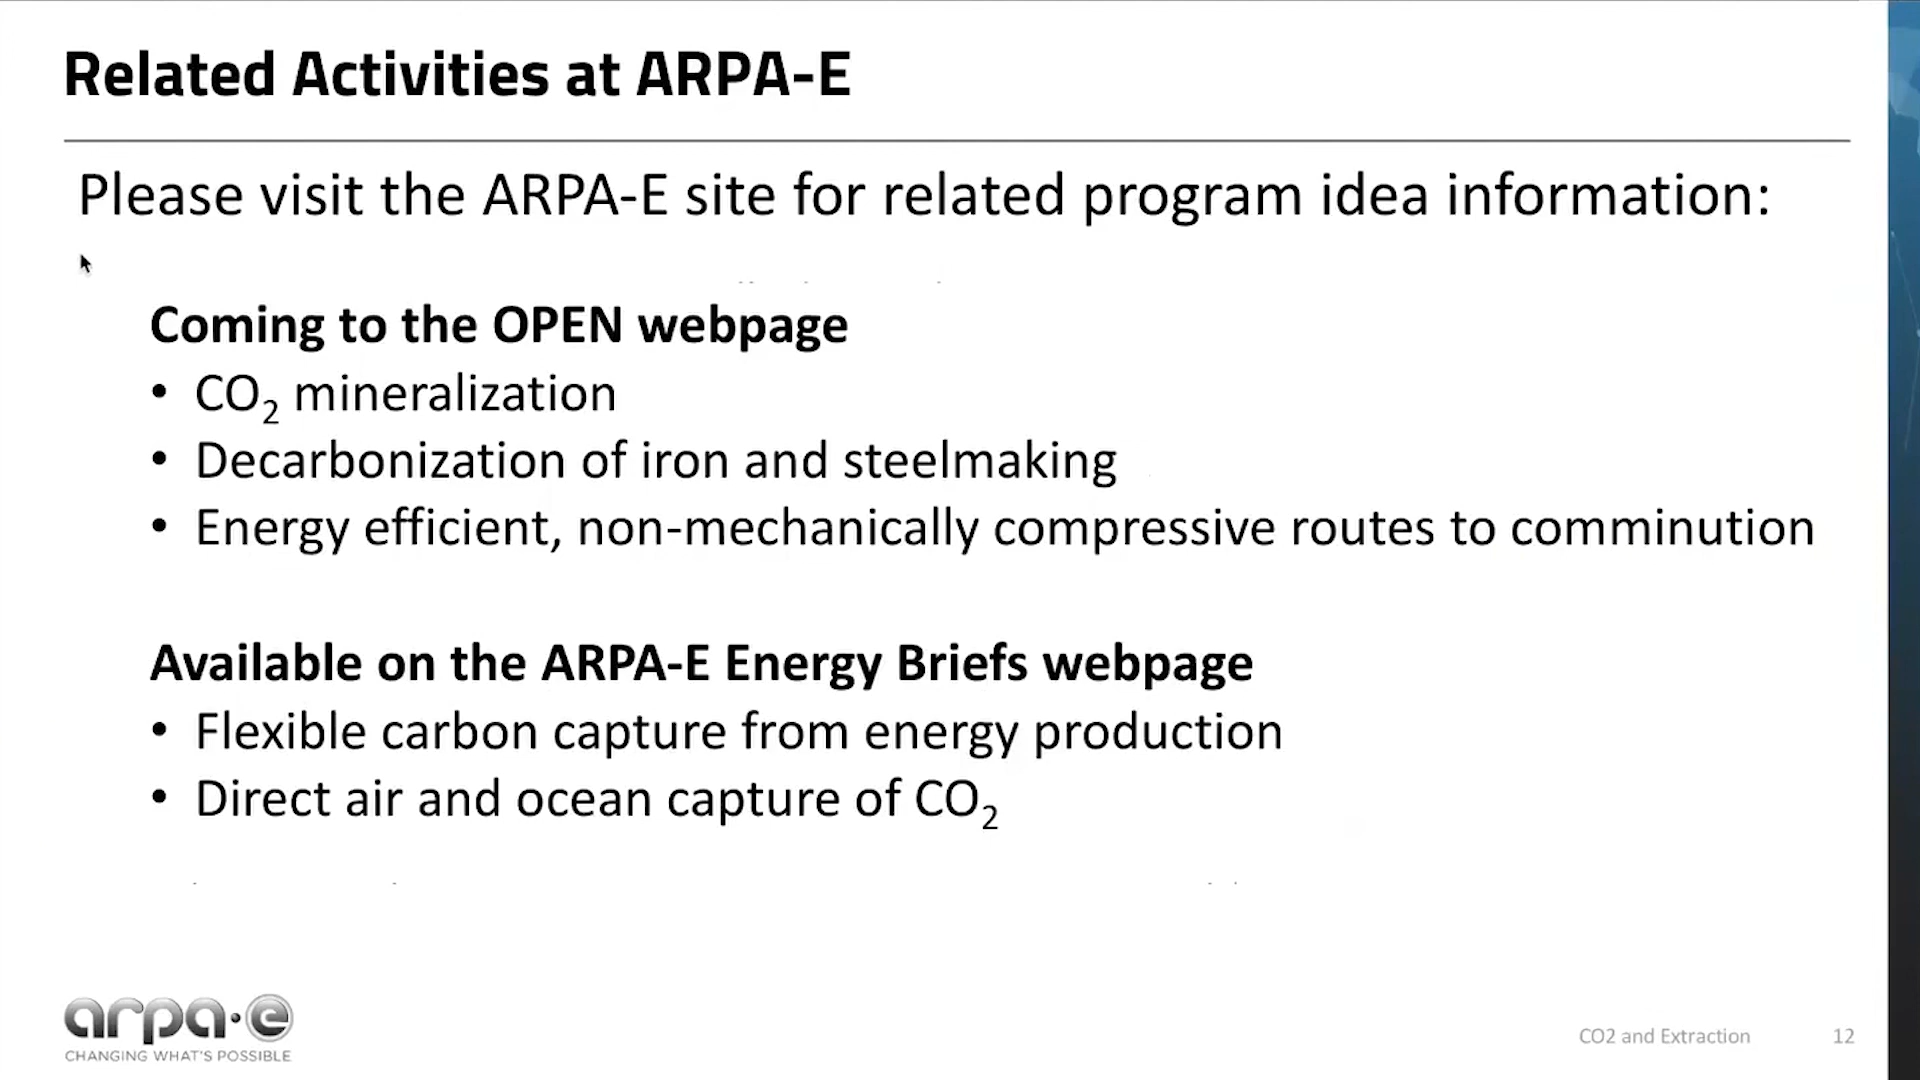 Related Activities at ARPA-E
Please visit the ARPA-E site for related program idea information:
Coming to the OPEN webpage
• CO₂ mineralization
• Decarbonization of iron and steelmaking
• Energy efficient, non-mechanically compressive routes to comminution
Available on the ARPA-E Energy Briefs webpage
• Flexible carbon capture from energy production
• Direct air and ocean capture of CO₂
arpa·e
CHANGING WHAT'S POSSIBLE
CO2 and Extraction 12